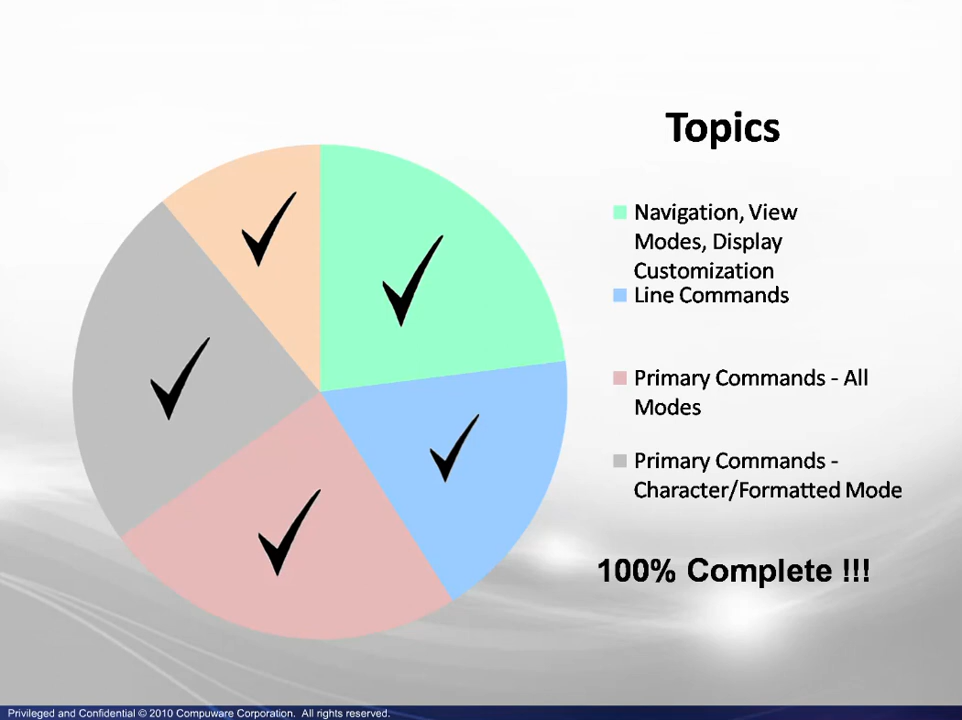 Topics
Navigation, View
Modes, Display
Customization
Line Commands
Primary Commands - All
Modes
Primary Commands -
Character/Formatted Mode
100% Complete !!!
Privileged and Confidential © 2010 Compuware Corporation. All rights reserved.